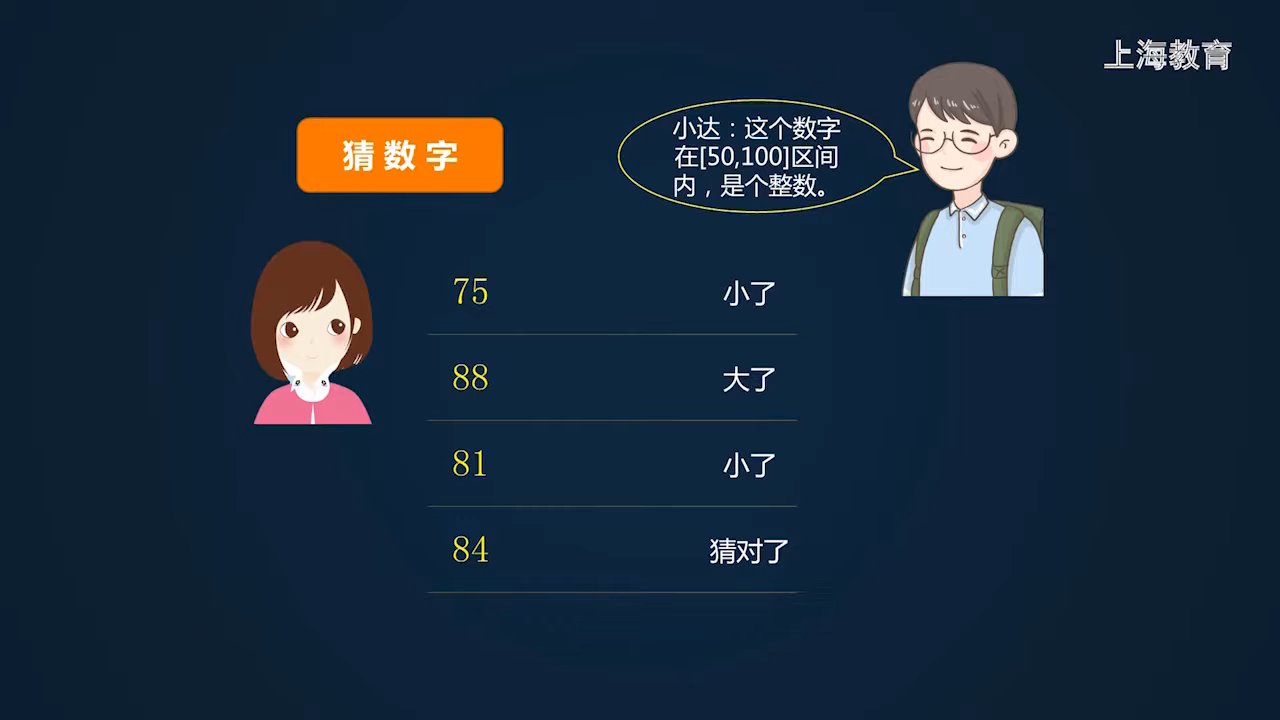 上海教育
猜数字
小达：这个数字
在[50,100]区间
内，是个整数。
75 小了
88 大了
81 小了
84 猜对了